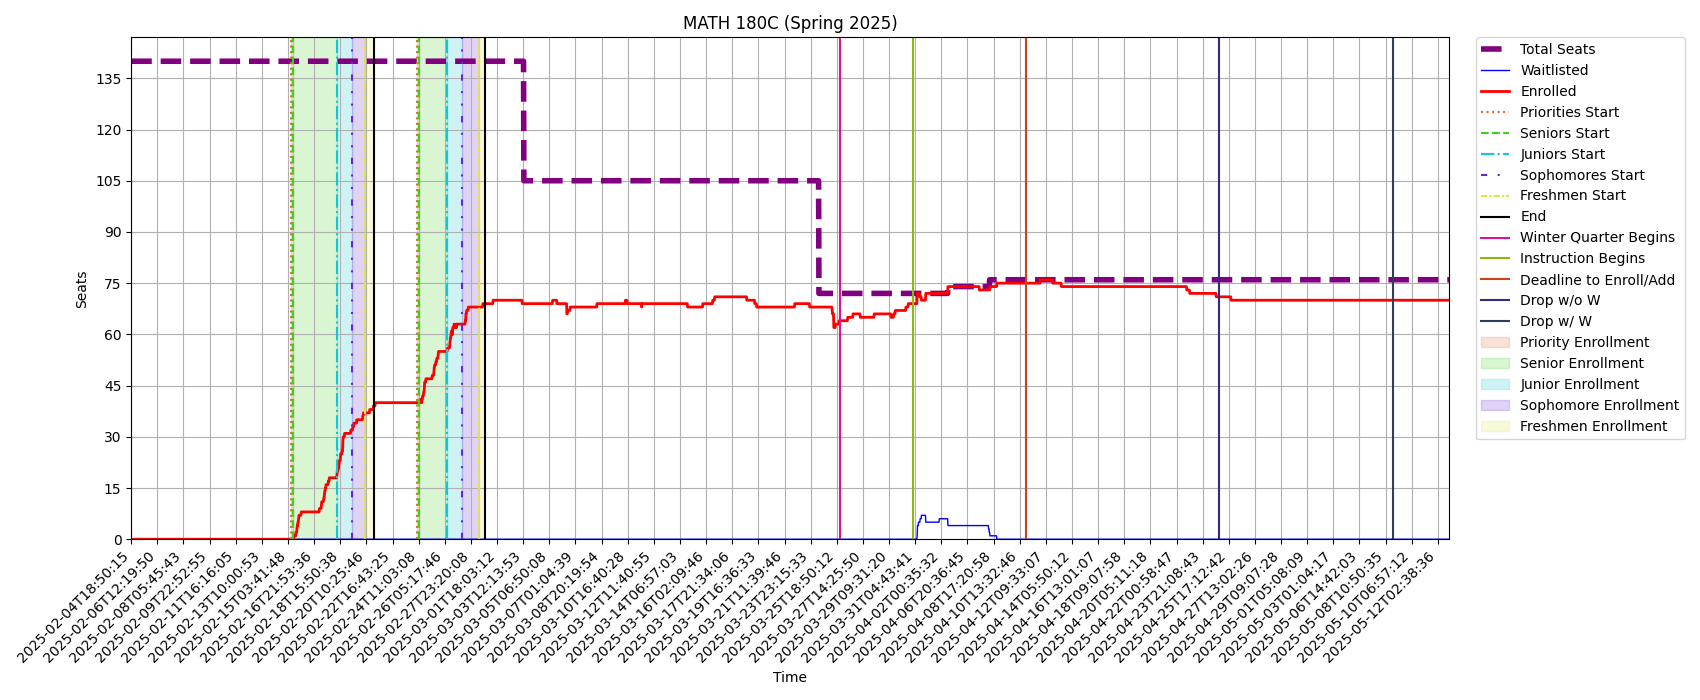 MATH 180C (Spring 2025)
Seats
135
120
105
90
75
60
45
30
15
0
2025-02-04T18:50:15
2025-02-06T12:19:50
2025-02-08T05:45:43
2025-02-09T22:52:55
2025-02-11T16:16:05
2025-02-13T10:00:53
2025-02-15T03:41:48
2025-02-16T21:53:36
2025-02-18T15:50:38
2025-02-20T10:25:46
2025-02-22T16:43:25
2025-02-24T11:03:08
2025-02-26T05:17:46
2025-02-27T23:20:08
2025-03-01T18:03:12
2025-03-03T12:13:53
2025-03-05T06:50:08
2025-03-07T01:04:39
2025-03-08T20:19:54
2025-03-10T16:40:28
2025-03-12T11:40:55
2025-03-14T06:57:03
2025-03-16T02:09:46
2025-03-17T21:34:06
2025-03-19T16:36:33
2025-03-21T11:39:46
2025-03-23T23:15:33
2025-03-25T18:50:12
2025-03-27T14:25:50
2025-03-29T09:31:20
2025-03-31T04:43:41
2025-04-02T00:35:32
2025-04-06T20:36:45
2025-04-08T17:20:58
2025-04-10T13:32:46
2025-04-12T09:33:07
2025-04-14T05:50:12
2025-04-16T13:01:07
2025-04-18T09:07:58
2025-04-20T05:11:18
2025-04-22T00:58:47
2025-04-23T21:08:43
2025-04-25T17:12:42
2025-04-27T13:02:26
2025-04-29T09:07:28
2025-05-01T05:08:09
2025-05-03T01:04:17
2025-05-06T14:42:03
2025-05-08T10:50:35
2025-05-10T06:57:12
2025-05-12T02:38:36
Time
Total Seats
Waitlisted
Enrolled
Priorities Start
Seniors Start
Juniors Start
Sophomores Start
Freshmen Start
End
Winter Quarter Begins
Instruction Begins
Deadline to Enroll/Add
Drop w/o W
Drop w/ W
Priority Enrollment
Senior Enrollment
Junior Enrollment
Sophomore Enrollment
Freshmen Enrollment